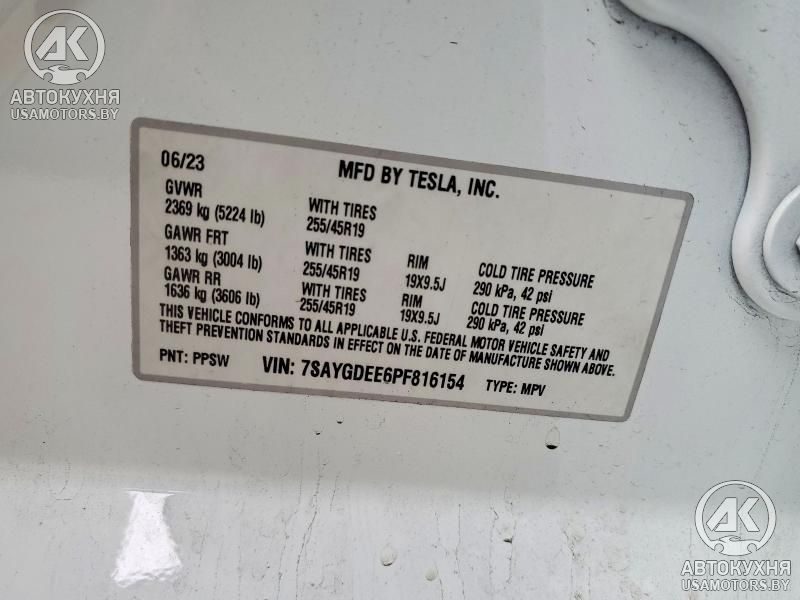 AK
АВТОКУХНЯ
USAMOTORS.BY
06/23 MFD BY TESLA, INC.
GVWR
2369 kg (5224 lb) WITH TIRES 255/45R19
GAWR FRT
1363 kg (3004 lb) WITH TIRES 255/45R19 RIM 19X9.5J COLD TIRE PRESSURE 290 kPa, 42 psi
GAWR RR
1636 kg (3606 lb) WITH TIRES 255/45R19 RIM 19X9.5J COLD TIRE PRESSURE 290 kPa, 42 psi
THIS VEHICLE CONFORMS TO ALL APPLICABLE U.S. FEDERAL MOTOR VEHICLE SAFETY AND
THEFT PREVENTION STANDARDS IN EFFECT ON THE DATE OF MANUFACTURE SHOWN ABOVE.
PNT: PPSW VIN: 7SAYGDEE6PF816154 TYPE: MPV
AK
АВТОКУХНЯ
USAMOTORS.BY